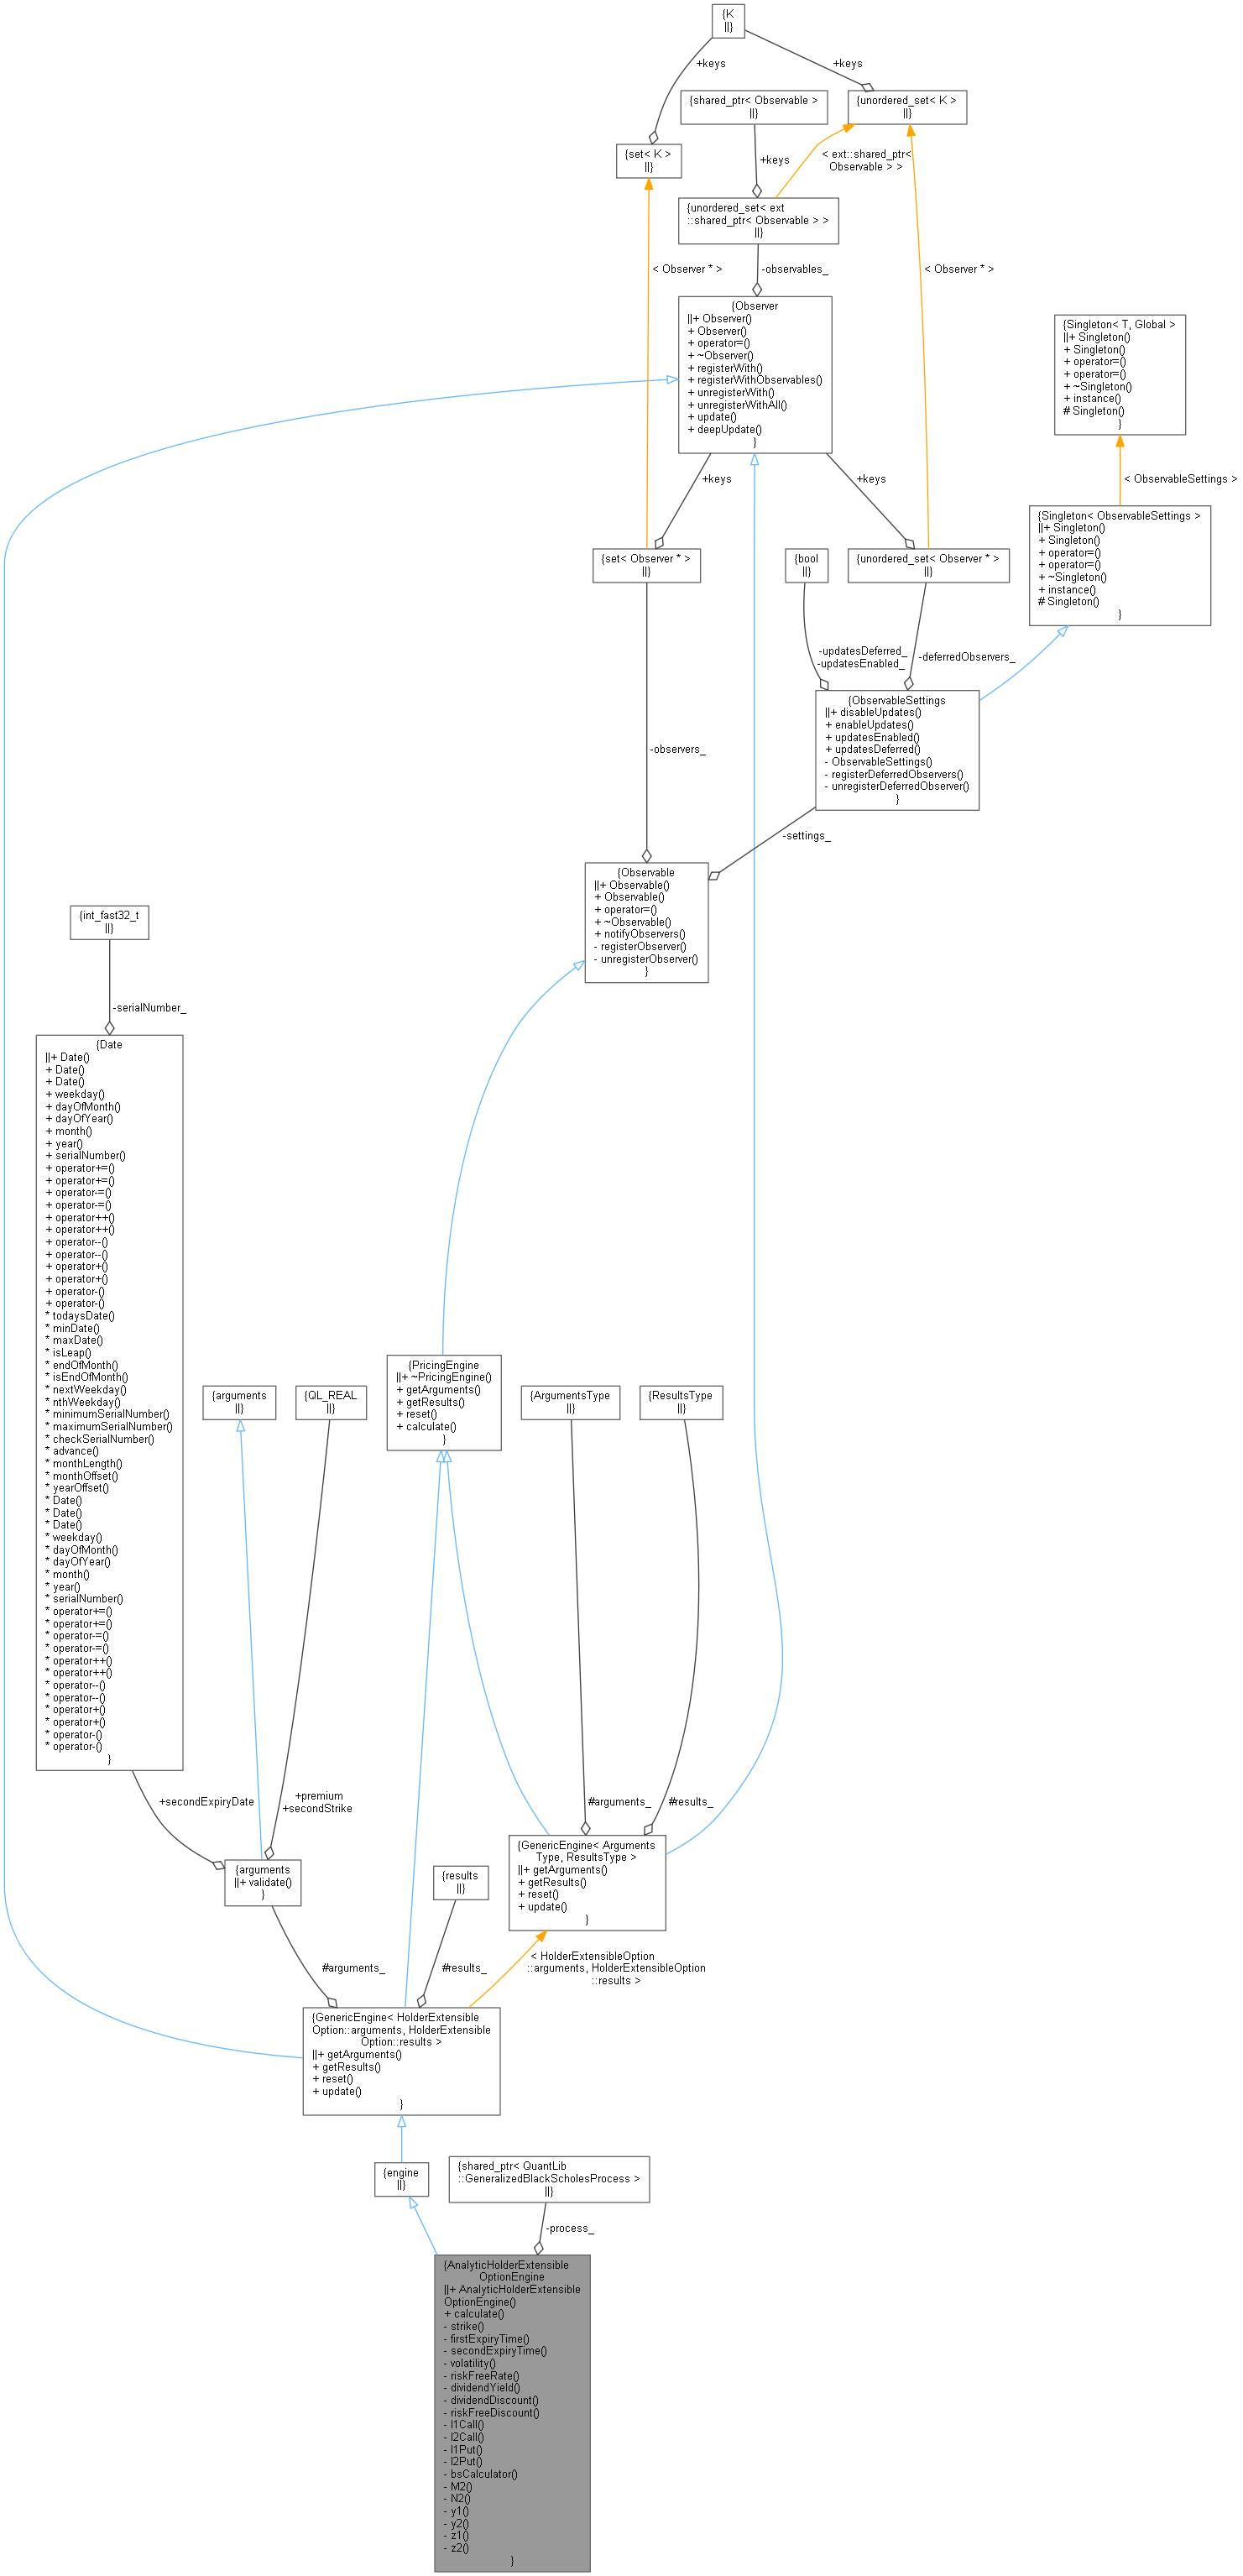 {K
||}
+keys
+keys
{shared_ptr< Observable >
||}
{unordered_set< K >
||}
{set< K >
||}
+keys
< ext::shared_ptr<
Observable > >
{unordered_set< ext
::shared_ptr< Observable > >
||}
< Observer * >
-observables_
< Observer * >
{Observer
||+ Observer()
+ Observer()
+ operator=()
+ ~Observer()
+ registerWith()
+ registerWithObservables()
+ unregisterWith()
+ unregisterWithAll()
+ update()
+ deepUpdate()
}
{Singleton< T, Global >
||+ Singleton()
+ Singleton()
+ operator=()
+ operator=()
+ ~Singleton()
+ instance()
# Singleton()
}
+keys
+keys
< ObservableSettings >
{Singleton< ObservableSettings >
||+ Singleton()
+ Singleton()
+ operator=()
+ operator=()
+ ~Singleton()
+ instance()
# Singleton()
}
{set< Observer * >
||}
{bool
||}
{unordered_set< Observer * >
||}
-updatesDeferred_
-updatesEnabled_
-deferredObservers_
{ObservableSettings
||+ disableUpdates()
+ enableUpdates()
+ updatesEnabled()
+ updatesDeferred()
- ObservableSettings()
- registerDeferredObservers()
- unregisterDeferredObserver()
}
-observers_
-settings_
{Observable
||+ Observable()
+ Observable()
+ operator=()
+ ~Observable()
+ notifyObservers()
- registerObserver()
- unregisterObserver()
}
{int_fast32_t
||}
-serialNumber_
{Date
||+ Date()
+ Date()
+ Date()
+ weekday()
+ dayOfMonth()
+ dayOfYear()
+ month()
+ year()
+ serialNumber()
+ operator+=()
+ operator+=()
+ operator-=()
+ operator-=()
+ operator++()
+ operator++()
+ operator--()
+ operator--()
+ operator+()
+ operator+()
+ operator-()
+ operator-()
* todaysDate()
* minDate()
* maxDate()
* isLeap()
* endOfMonth()
* isEndOfMonth()
* nextWeekday()
* nthWeekday()
* minimumSerialNumber()
* maximumSerialNumber()
* checkSerialNumber()
* advance()
* monthLength()
* monthOffset()
* yearOffset()
* Date()
* Date()
* Date()
* weekday()
* dayOfMonth()
* dayOfYear()
* month()
* year()
* serialNumber()
* operator+=()
* operator+=()
* operator-=()
* operator-=()
* operator++()
* operator++()
* operator--()
* operator--()
* operator+()
* operator+()
* operator-()
* operator-()
}
{arguments
||}
{QL_REAL
||}
{PricingEngine
||+ ~PricingEngine()
+ getArguments()
+ getResults()
+ reset()
+ calculate()
}
{ArgumentsType
||}
{ResultsType
||}
+secondExpiryDate
+premium
+secondStrike
#arguments_
#results_
{arguments
||+ validate()
}
{results
||}
{GenericEngine< Arguments
Type, ResultsType >
||+ getArguments()
+ getResults()
+ reset()
+ update()
}
#arguments_
#results_
< HolderExtensibleOption
::arguments, HolderExtensibleOption
::results >
{GenericEngine< HolderExtensible
Option::arguments, HolderExtensible
Option::results >
||+ getArguments()
+ getResults()
+ reset()
+ update()
}
{engine
||}
{shared_ptr< QuantLib
::GeneralizedBlackScholesProcess >
||}
-process_
{AnalyticHolderExtensible
OptionEngine
||+ AnalyticHolderExtensible
OptionEngine()
+ calculate()
- strike()
- firstExpiryTime()
- secondExpiryTime()
- volatility()
- riskFreeRate()
- dividendYield()
- dividendDiscount()
- riskFreeDiscount()
- I1Call()
- I2Call()
- I1Put()
- I2Put()
- bsCalculator()
- M2()
- N2()
- y1()
- y2()
- z1()
- z2()
}